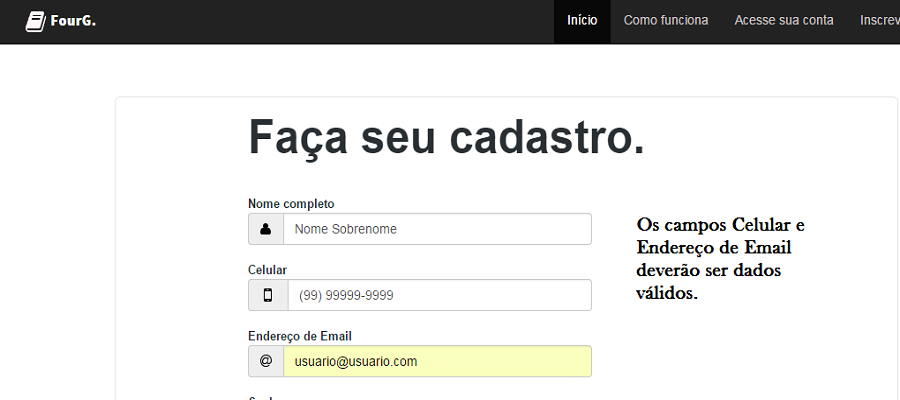 FourG.
Início Como funciona Acesse sua conta
Faça seu cadastro.
Nome completo
Nome Sobrenome
Os campos Celular e
Endereço de Email
deverão ser dados
válidos.
Celular
(99) 99999-9999
Endereço de Email
@ usuario@usuario.com